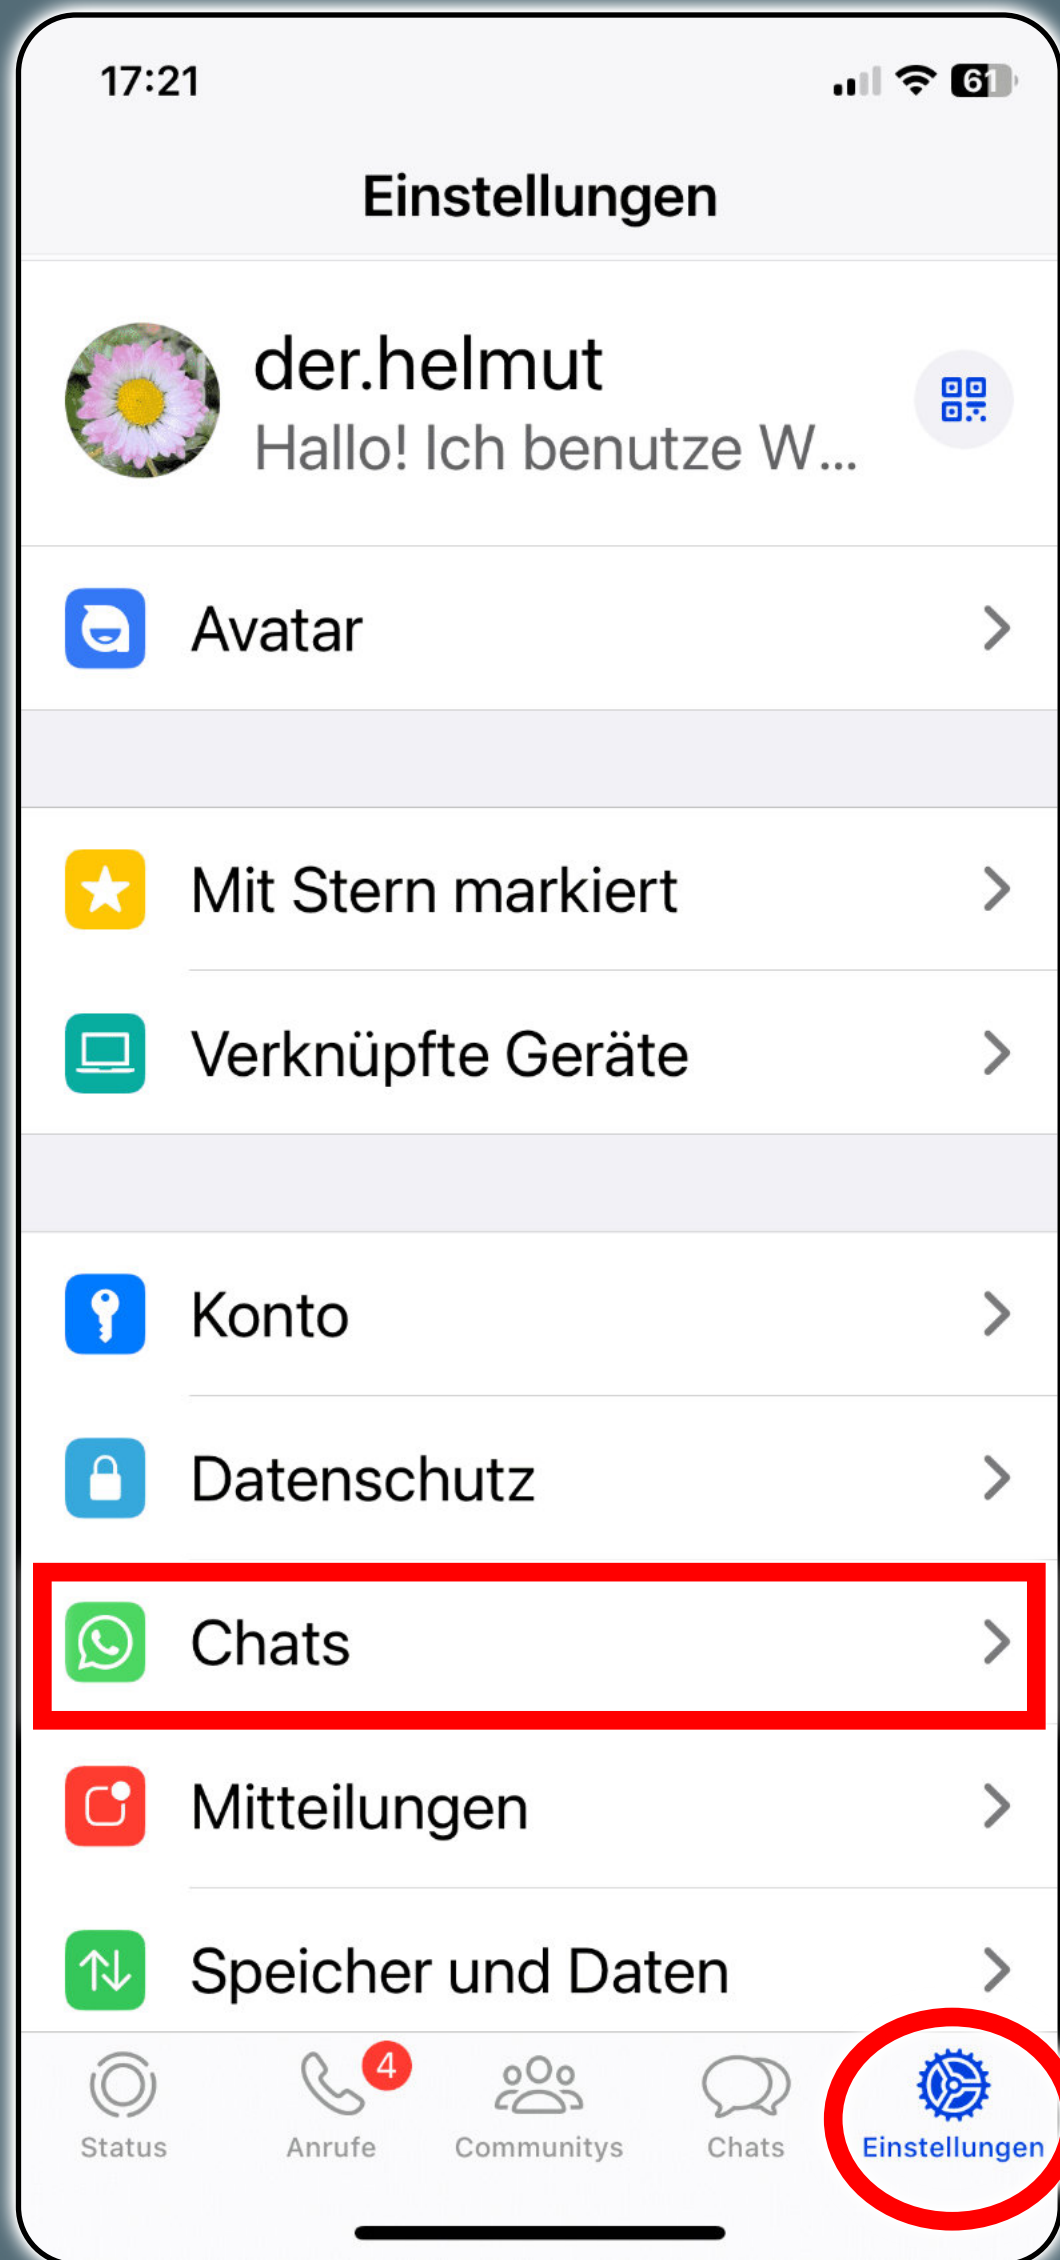 17:21
61
Einstellungen
der.helmut
Hallo! Ich benutze W...
Avatar
Mit Stern markiert
Verknüpfte Geräte
Konto
Datenschutz
Chats
Mitteilungen
Speicher und Daten
4
Status Anrufe Communitys Chats Einstellungen